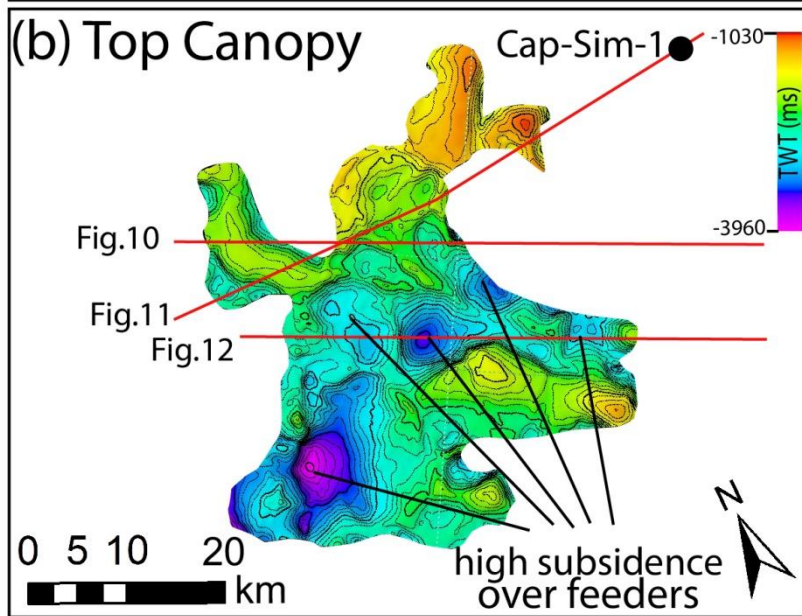 (b) Top Canopy
Cap-Sim-1
-1030
TWT (ms)
-3960
Fig.10
Fig.11
Fig.12
N
0 5 10 20
km
high subsidence
over feeders